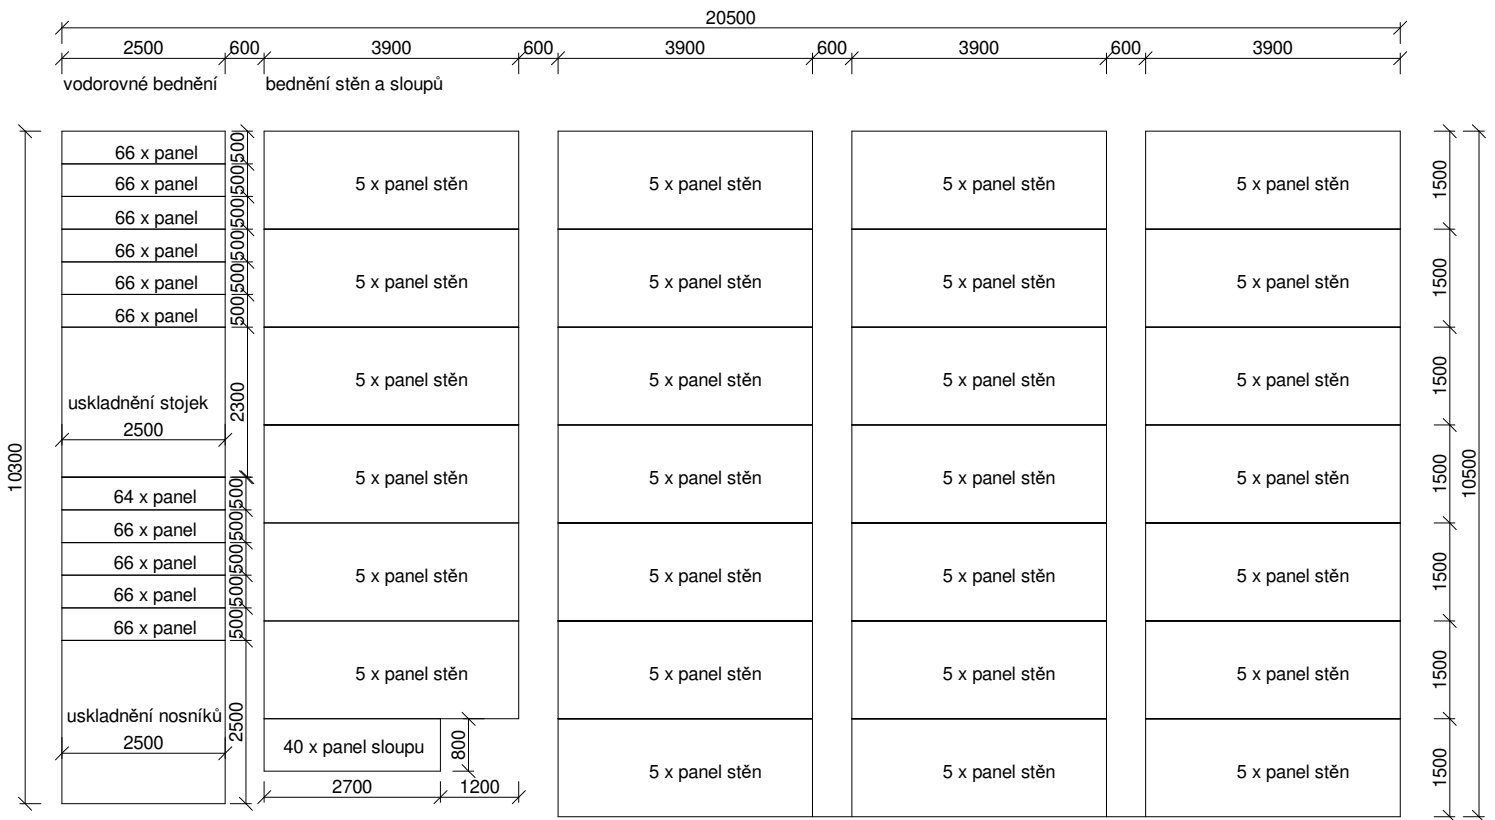 20500
2500 600 3900 600 3900 600 3900 600 3900
vodorovné bednění bednění stěn a sloupů
66 x panel 500 5 x panel stěn 5 x panel stěn 5 x panel stěn 5 x panel stěn 1500
66 x panel 500
66 x panel 500
66 x panel 500 5 x panel stěn 5 x panel stěn 5 x panel stěn 5 x panel stěn 1500
66 x panel 500
66 x panel 500
5 x panel stěn 5 x panel stěn 5 x panel stěn 5 x panel stěn 1500
uskladnění stojek 2300
2500
10300 5 x panel stěn 5 x panel stěn 5 x panel stěn 5 x panel stěn 1500 10500
64 x panel 500
66 x panel 500
66 x panel 500 5 x panel stěn 5 x panel stěn 5 x panel stěn 5 x panel stěn 1500
66 x panel 500
66 x panel 500
5 x panel stěn 5 x panel stěn 5 x panel stěn 5 x panel stěn 1500
uskladnění nosníků 2500
2500 40 x panel sloupu 800 5 x panel stěn 5 x panel stěn 5 x panel stěn 1500
2700 1200